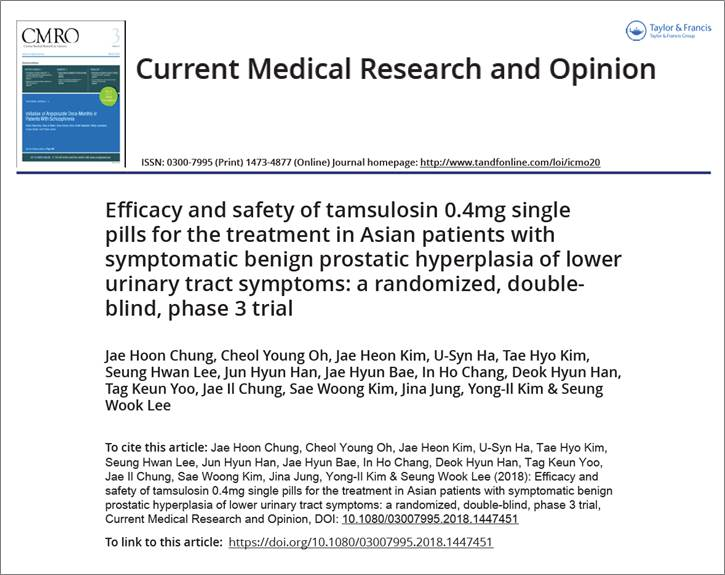 CMRO
3
Taylor & Francis
Taylor & Francis Group
Current Medical Research and Opinion
Initiation of Aripiprazole Once-Monthly in
Patients With Schizophrenia
ISSN: 0300-7995 (Print) 1473-4877 (Online) Journal homepage: http://www.tandfonline.com/loi/icmo20
Efficacy and safety of tamsulosin 0.4mg single
pills for the treatment in Asian patients with
symptomatic benign prostatic hyperplasia of lower
urinary tract symptoms: a randomized, double-
blind, phase 3 trial
Jae Hoon Chung, Cheol Young Oh, Jae Heon Kim, U-Syn Ha, Tae Hyo Kim,
Seung Hwan Lee, Jun Hyun Han, Jae Hyun Bae, In Ho Chang, Deok Hyun Han,
Tag Keun Yoo, Jae Il Chung, Sae Woong Kim, Jina Jung, Yong-Il Kim & Seung
Wook Lee
To cite this article: Jae Hoon Chung, Cheol Young Oh, Jae Heon Kim, U-Syn Ha, Tae Hyo Kim,
Seung Hwan Lee, Jun Hyun Han, Jae Hyun Bae, In Ho Chang, Deok Hyun Han, Tag Keun Yoo,
Jae Il Chung, Sae Woong Kim, Jina Jung, Yong-Il Kim & Seung Wook Lee (2018): Efficacy and
safety of tamsulosin 0.4mg single pills for the treatment in Asian patients with symptomatic benign
prostatic hyperplasia of lower urinary tract symptoms: a randomized, double-blind, phase 3 trial,
Current Medical Research and Opinion, DOI: 10.1080/03007995.2018.1447451
To link to this article: https://doi.org/10.1080/03007995.2018.1447451